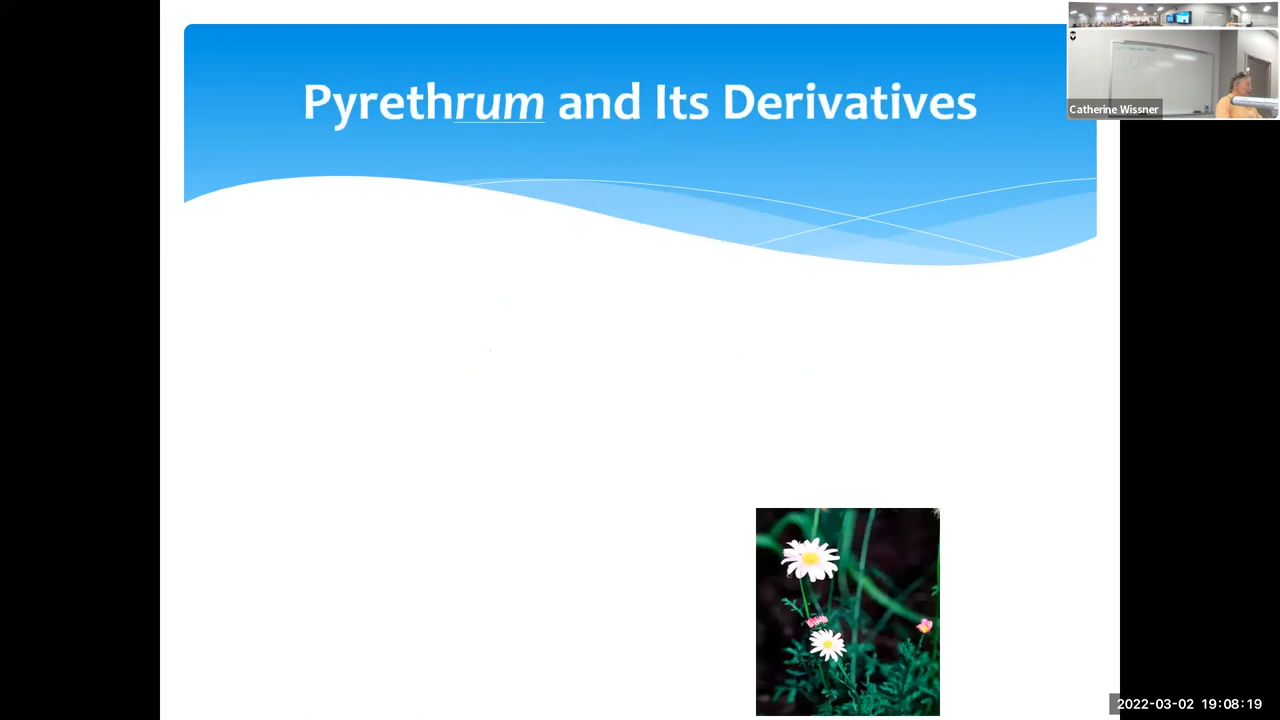 Pyrethrum and Its Derivatives
Catherine Wissner
2022-03-02 19:08:19